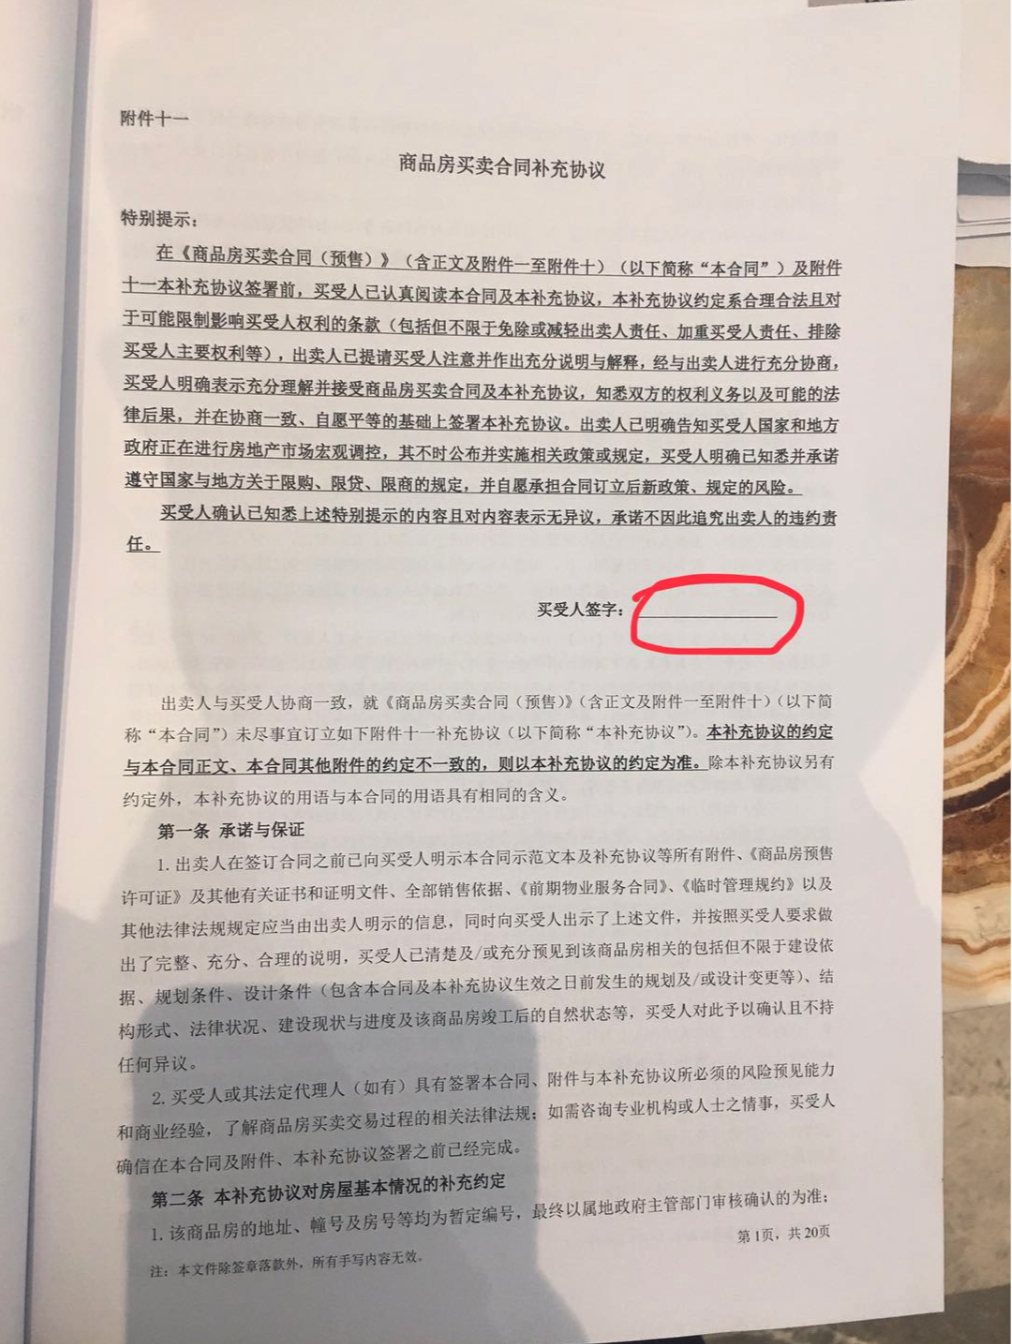 附件十一
商品房买卖合同补充协议
特别提示：
在《商品房买卖合同（预售）》（含正文及附件一至附件十）（以下简称“本合同”）及附件
十一本补充协议签署前，买受人已认真阅读本合同及本补充协议，本补充协议约定系合理合法且对
于可能限制影响买受人权利的条款（包括但不限于免除或减轻出卖人责任、加重买受人责任、排除
买受人主要权利等），出卖人已提请买受人注意并作出充分说明与解释，经与出卖人进行充分协商，
买受人明确表示充分理解并接受商品房买卖合同及本补充协议，知悉双方的权利义务以及可能的法
律后果，并在协商一致、自愿平等的基础上签署本补充协议。出卖人已明确告知买受人国家和地方
政府正在进行房地产市场宏观调控，其不时公布并实施相关政策或规定，买受人明确已知悉并承诺
遵守国家与地方关于限购、限贷、限商的规定，并自愿承担合同订立后新政策、规定的风险。
买受人确认已知悉上述特别提示的内容且对内容表示无异议，承诺不因此追究出卖人的违约责
任。
买受人签字：
出卖人与买受人协商一致，就《商品房买卖合同（预售）》（含正文及附件一至附件十）（以下简
称“本合同”）未尽事宜订立如下附件十一补充协议（以下简称“本补充协议”）。本补充协议的约定
与本合同正文、本合同其他附件的约定不一致的，则以本补充协议的约定为准。除本补充协议另有
约定外，本补充协议的用语与本合同的用语具有相同的含义。
第一条 承诺与保证
1. 出卖人在签订合同之前已向买受人明示本合同示范文本及补充协议等所有附件、《商品房预售
许可证》及其他有关证书和证明文件、全部销售依据、《前期物业服务合同》、《临时管理规约》以及
其他法律法规规定应当由出卖人明示的信息，同时向买受人出示了上述文件，并按照买受人要求做
出了完整、充分、合理的说明，买受人已清楚及/或充分预见到该商品房相关的包括但不限于建设依
据、规划条件、设计条件（包含本合同及本补充协议生效之日前发生的规划及/或设计变更等）、结
构形式、法律状况、建设现状与进度及该商品房竣工后的自然状态等，买受人对此予以确认且不持
任何异议。
2. 买受人或其法定代理人（如有）具有签署本合同、附件与本补充协议所必须的风险预见能力
和商业经验，了解商品房买卖交易过程的相关法律法规；如需咨询专业机构或人士之情事，买受人
确信在本合同及附件、本补充协议签署之前已经完成。
第二条 本补充协议对房屋基本情况的补充约定
1. 该商品房的地址、幢号及房号等均为暂定编号，最终以属地政府主管部门审核确认的为准；
第 1页，共 20页
注：本文件除签章落款外，所有手写内容无效。